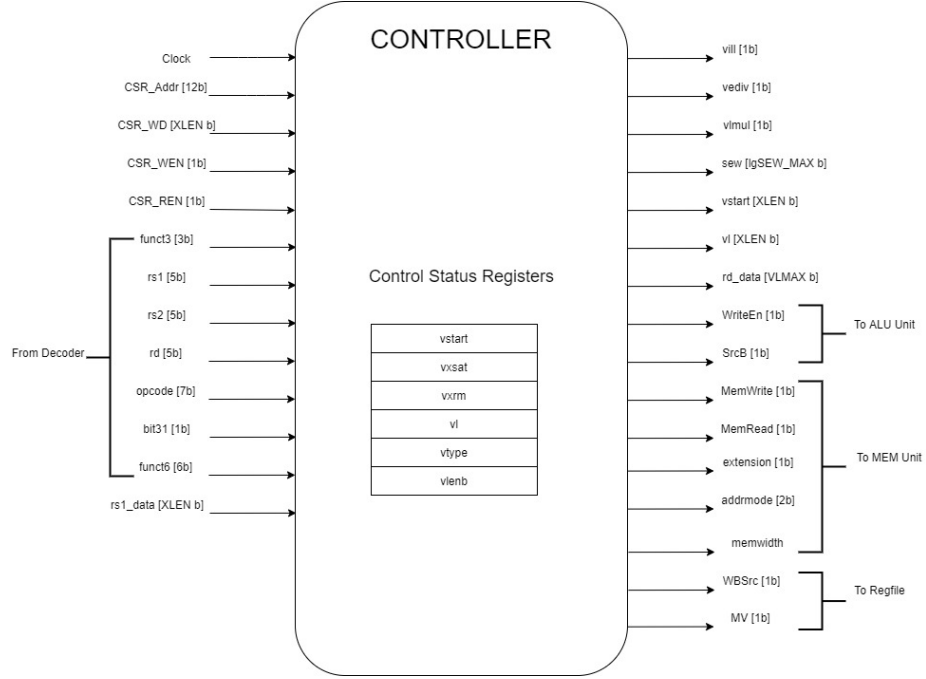 CONTROLLER
Clock
CSR_Addr [12b]
CSR_WD [XLEN b]
CSR_WEN [1b]
CSR_REN [1b]
From Decoder
funct3 [3b]
rs1 [5b]
rs2 [5b]
rd [5b]
opcode [7b]
bit31 [1b]
funct6 [6b]
rs1_data [XLEN b]
Control Status Registers
vstart
vxsat
vxrm
vl
vtype
vlenb
vill [1b]
vediv [1b]
vlmul [1b]
sew [lgSEW_MAX b]
vstart [XLEN b]
vl [XLEN b]
rd_data [VLMAX b]
WriteEn [1b]
SrcB [1b]
To ALU Unit
MemWrite [1b]
MemRead [1b]
extension [1b]
addrmode [2b]
memwidth
To MEM Unit
WBSrc [1b]
MV [1b]
To Regfile